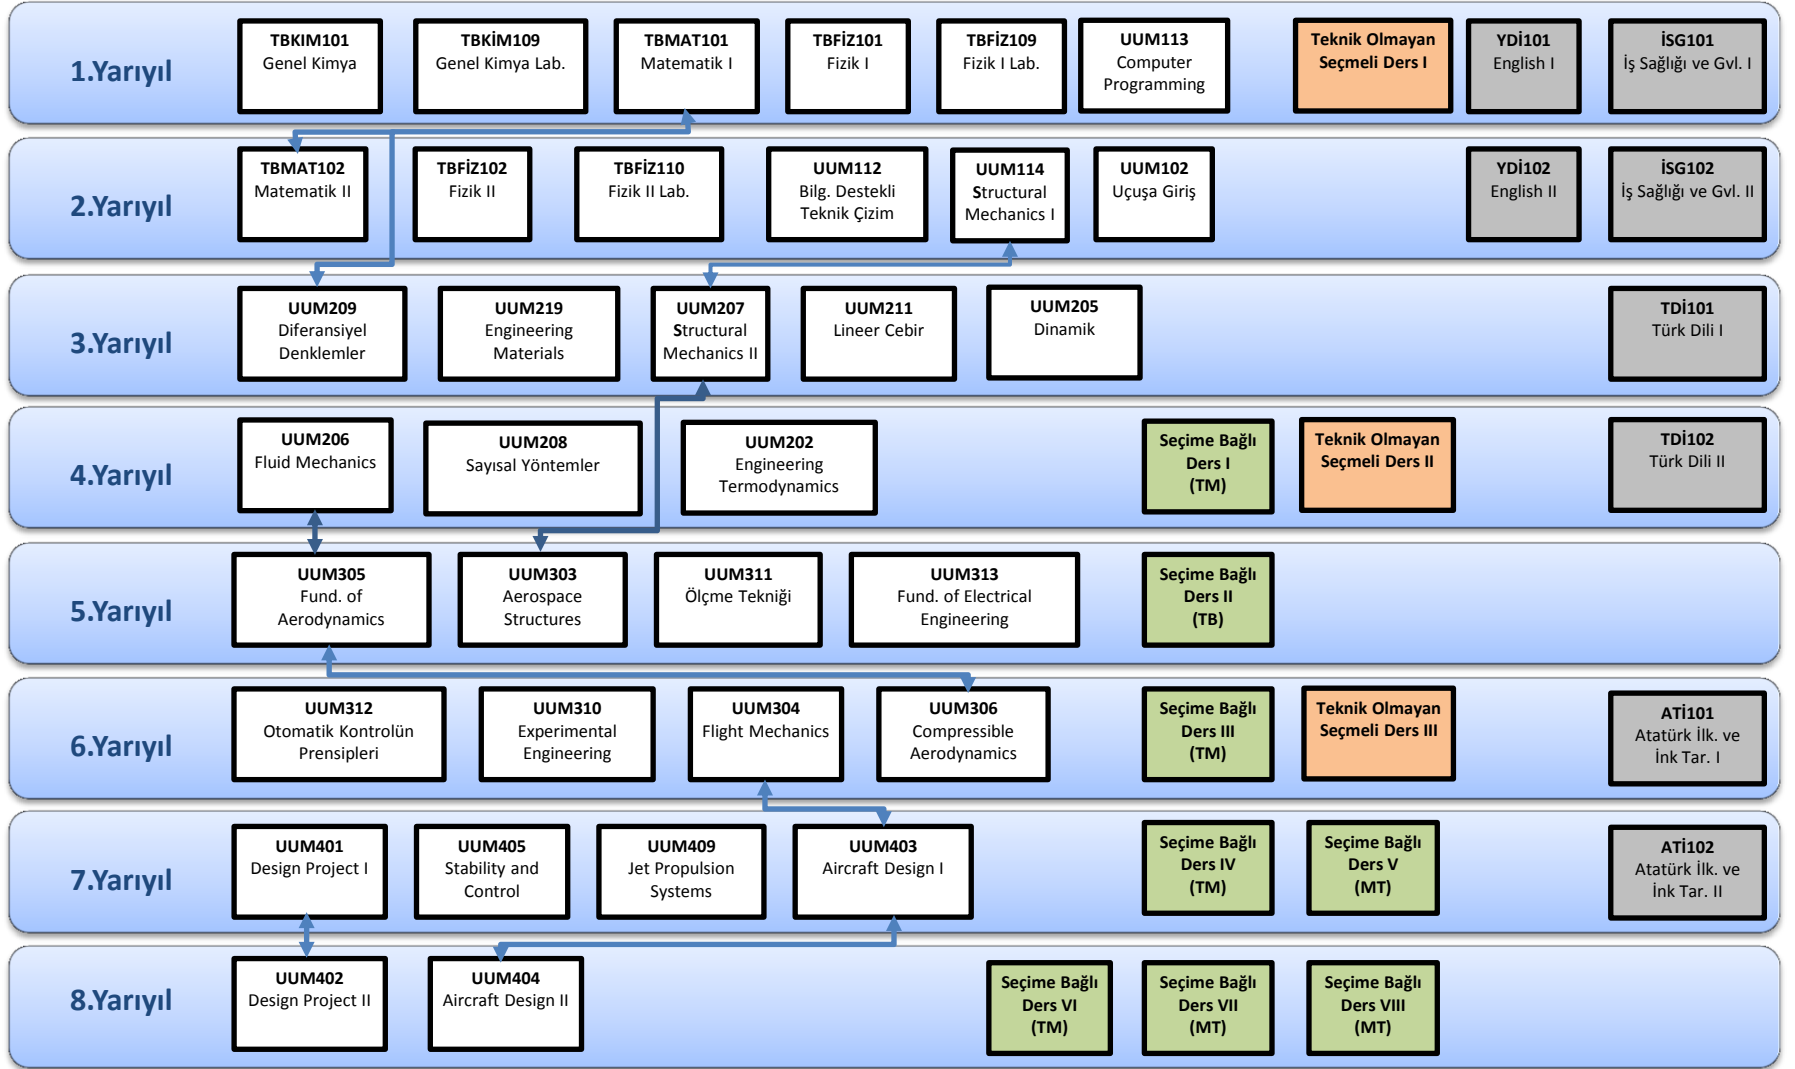 1.Yarıyıl
TBKIM101
Genel Kimya
TBKİM109
Genel Kimya Lab.
TBMAT101
Matematik I
TBFİZ101
Fizik I
TBFİZ109
Fizik I Lab.
UUM113
Computer
Programming
Teknik Olmayan
Seçmeli Ders I
YDİ101
English I
İSG101
İş Sağlığı ve Gvl. I
2.Yarıyıl
TBMAT102
Matematik II
TBFİZ102
Fizik II
TBFİZ110
Fizik II Lab.
UUM112
Bilg. Destekli
Teknik Çizim
UUM114
Structural
Mechanics I
UUM102
Uçuşa Giriş
YDİ102
English II
İSG102
İş Sağlığı ve Gvl. II
3.Yarıyıl
UUM209
Diferansiyel
Denklemler
UUM219
Engineering
Materials
UUM207
Structural
Mechanics II
UUM211
Lineer Cebir
UUM205
Dinamik
TDİ101
Türk Dili I
4.Yarıyıl
UUM206
Fluid Mechanics
UUM208
Sayısal Yöntemler
UUM202
Engineering
Termodynamics
Seçime Bağlı
Ders I
(TM)
Teknik Olmayan
Seçmeli Ders II
TDİ102
Türk Dili II
5.Yarıyıl
UUM305
Fund. of
Aerodynamics
UUM303
Aerospace
Structures
UUM311
Ölçme Tekniği
UUM313
Fund. of Electrical
Engineering
Seçime Bağlı
Ders II
(TB)
6.Yarıyıl
UUM312
Otomatik Kontrolün
Prensipleri
UUM310
Experimental
Engineering
UUM304
Flight Mechanics
UUM306
Compressible
Aerodynamics
Seçime Bağlı
Ders III
(TM)
Teknik Olmayan
Seçmeli Ders III
ATİ101
Atatürk İlk. ve
İnk Tar. I
7.Yarıyıl
UUM401
Design Project I
UUM405
Stability and
Control
UUM409
Jet Propulsion
Systems
UUM403
Aircraft Design I
Seçime Bağlı
Ders IV
(TM)
Seçime Bağlı
Ders V
(MT)
ATİ102
Atatürk İlk. ve
İnk Tar. II
8.Yarıyıl
UUM402
Design Project II
UUM404
Aircraft Design II
Seçime Bağlı
Ders VI
(TM)
Seçime Bağlı
Ders VII
(MT)
Seçime Bağlı
Ders VIII
(MT)